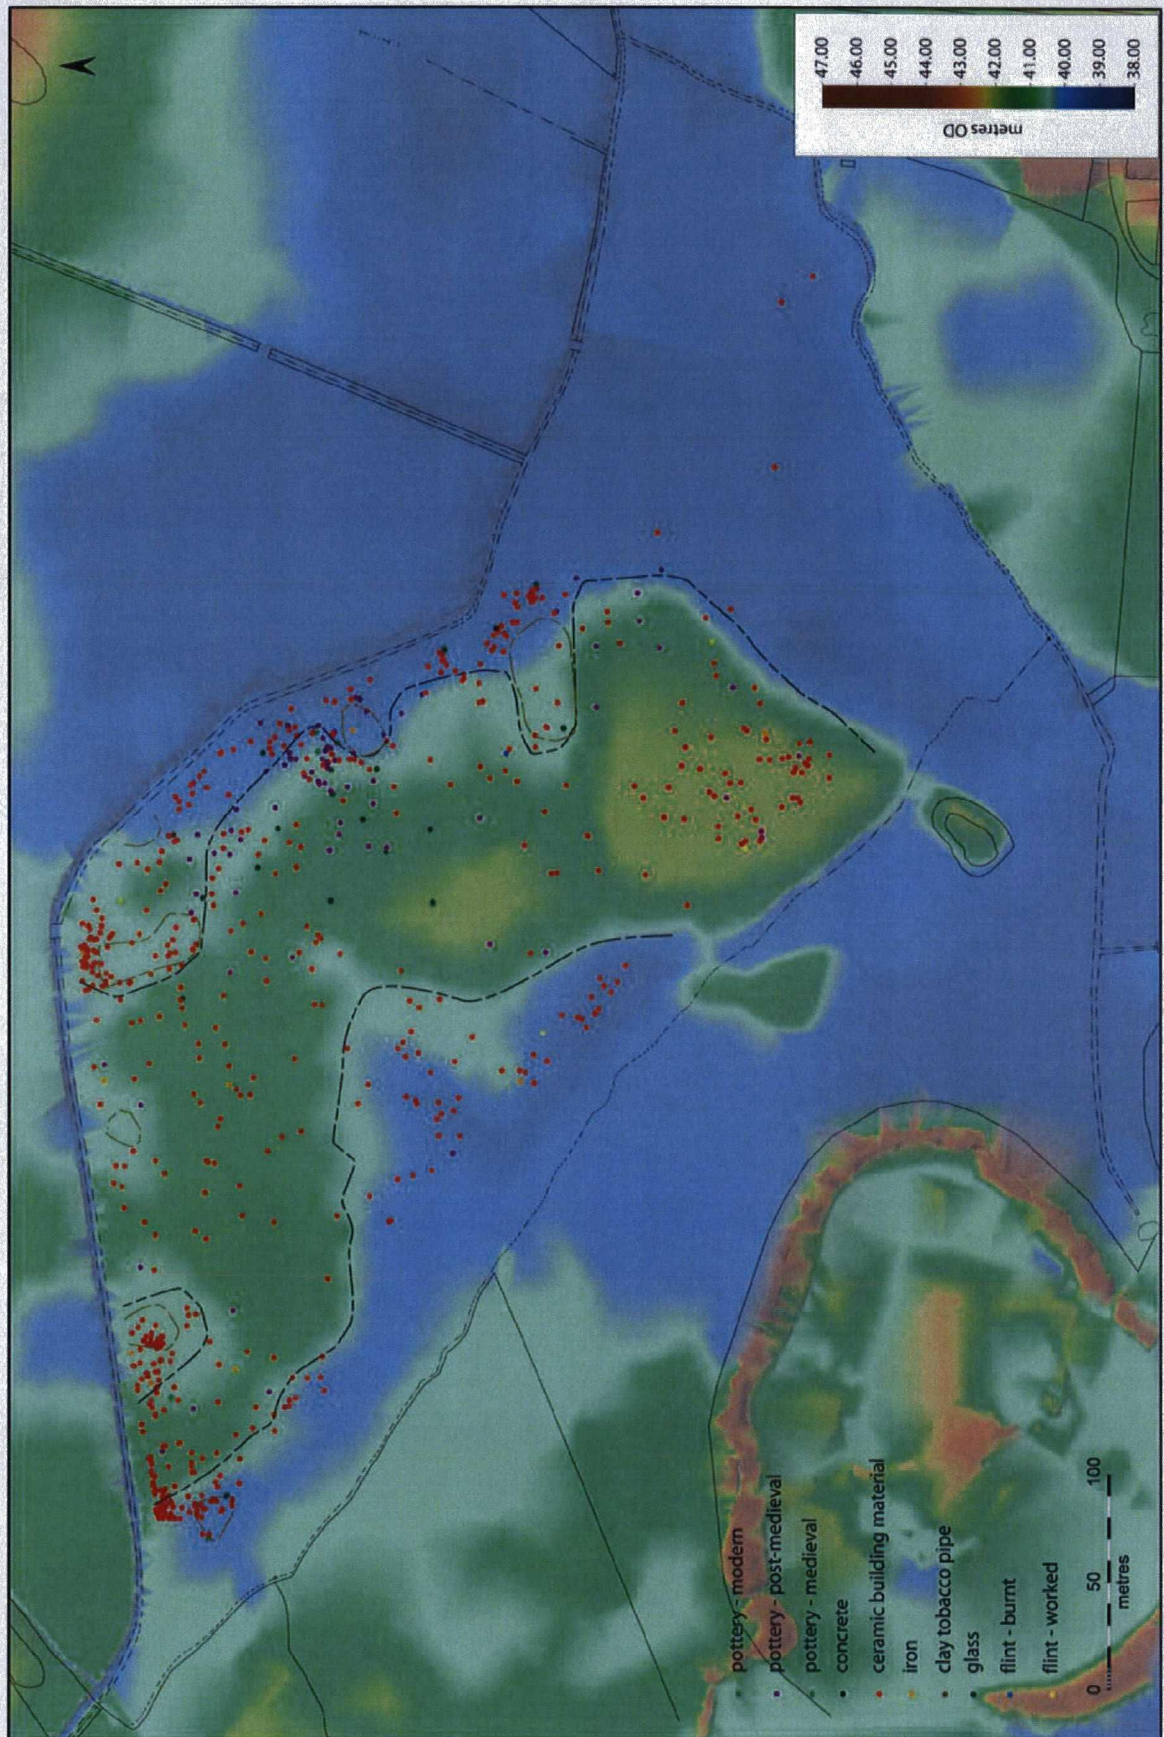 47.00
46.00
45.00
44.00
43.00
42.00
41.00
40.00
39.00
38.00
metres OD
pottery - modern
pottery - post-medieval
pottery - medieval
concrete
ceramic building material
iron
clay tobacco pipe
glass
flint - burnt
flint - worked
0 50 100
metres